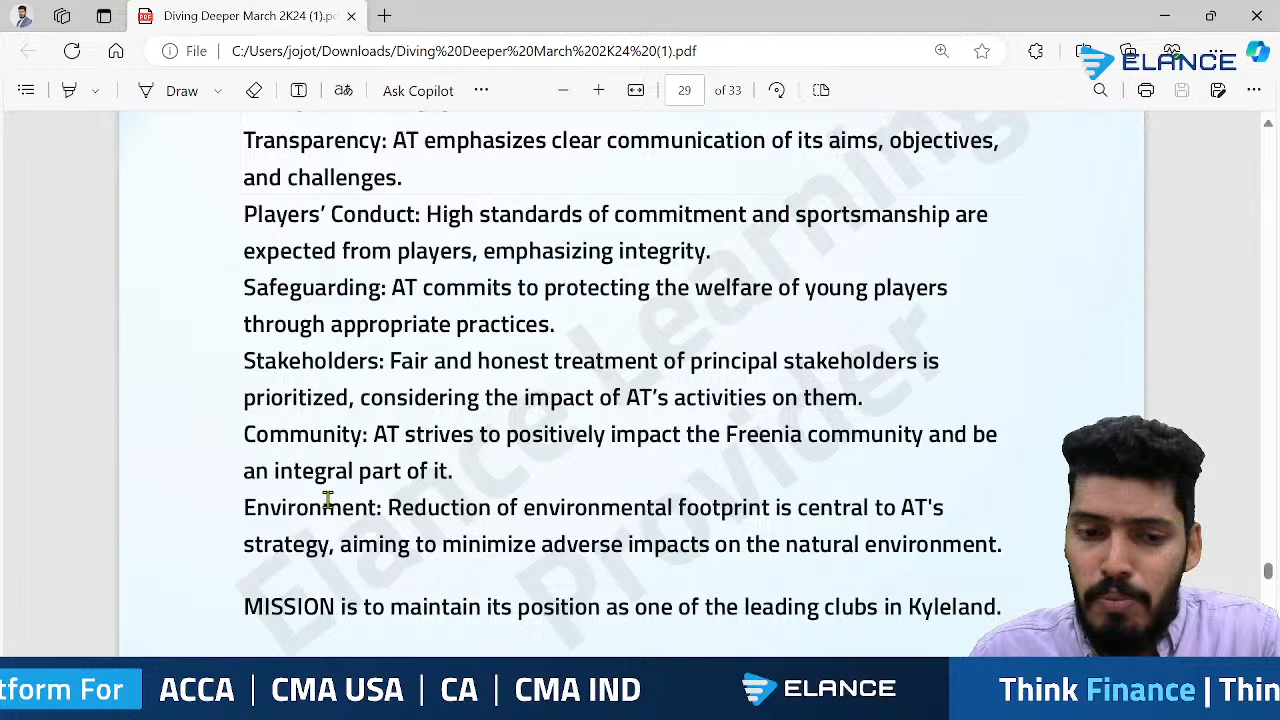 Diving Deeper March 2K24 (1).pd
File C:/Users/jojot/Downloads/Diving%20Deeper%20March%202K24%20(1).pdf
ELANCE
Draw Ask Copilot 29 of 33
Transparency: AT emphasizes clear communication of its aims, objectives,
and challenges.
Players’ Conduct: High standards of commitment and sportsmanship are
expected from players, emphasizing integrity.
Safeguarding: AT commits to protecting the welfare of young players
through appropriate practices.
Stakeholders: Fair and honest treatment of principal stakeholders is
prioritized, considering the impact of AT’s activities on them.
Community: AT strives to positively impact the Freenia community and be
an integral part of it.
Environment: Reduction of environmental footprint is central to AT's
strategy, aiming to minimize adverse impacts on the natural environment.
MISSION is to maintain its position as one of the leading clubs in Kyleland.
Elance Learning
Provider
tform For ACCA | CMA USA | CA | CMA IND ELANCE Think Finance | Thin